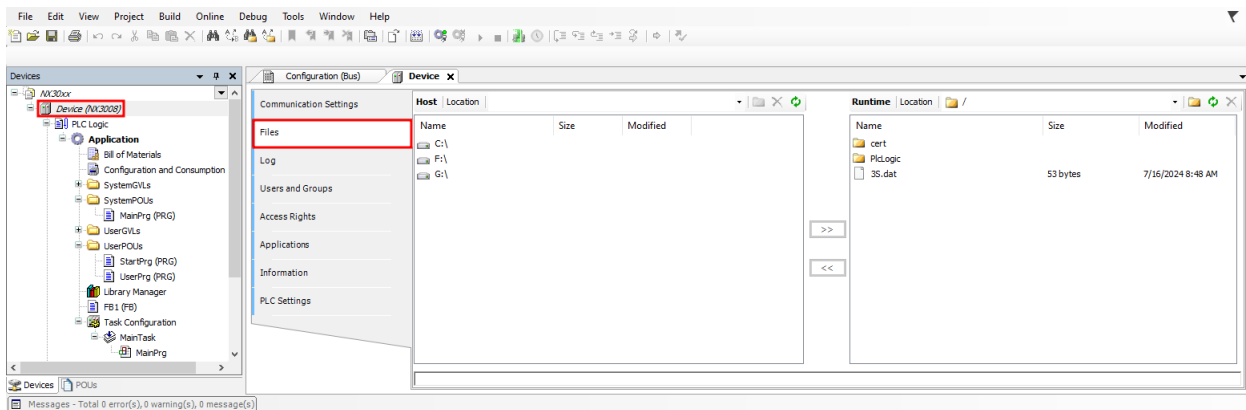 File Edit View Project Build Online Debug Tools Window Help
Devices
Configuration (Bus)
Device
NX30xx
Device (NX3008)
PLC Logic
Application
Bill of Materials
Configuration and Consumption
SystemGVLs
SystemPOUs
MainPrg (PRG)
UserGVLs
UserPOUs
StartPrg (PRG)
UserPrg (PRG)
Library Manager
FB1 (FB)
Task Configuration
MainTask
MainPrg
Devices POUs
Communication Settings
Files
Log
Users and Groups
Access Rights
Applications
Information
PLC Settings
Host Location
Name Size Modified
C:\
F:\
G:\
>>
<<
Runtime Location /
Name Size Modified
cert
PlcLogic
3S.dat 53 bytes 7/16/2024 8:48 AM
Messages - Total 0 error(s), 0 warning(s), 0 message(s)